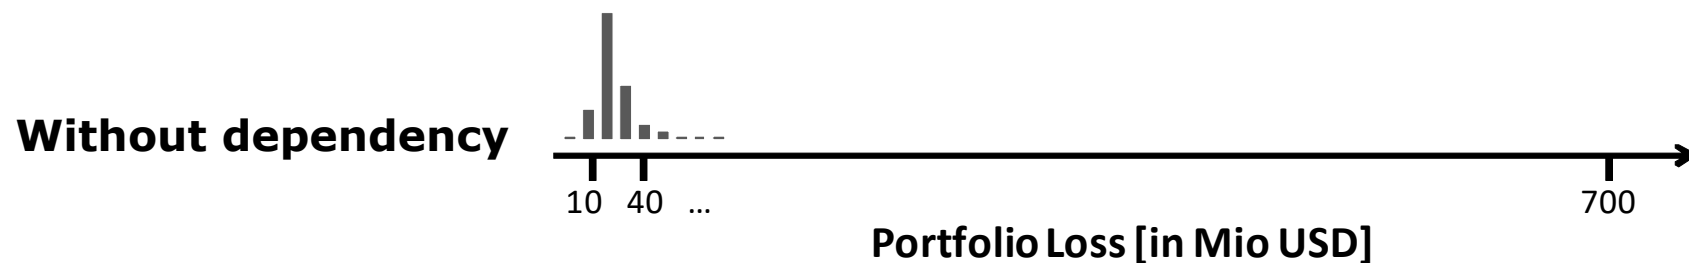 Without dependency
10 40 ... 700
Portfolio Loss [in Mio USD]